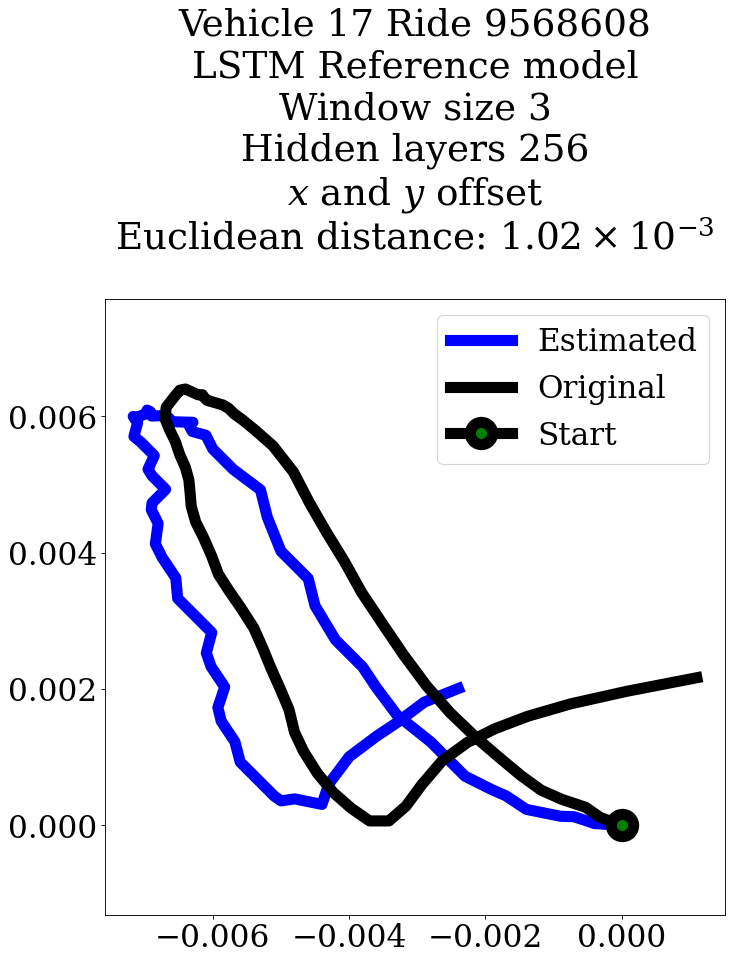 Vehicle 17 Ride 9568608
LSTM Reference model
Window size 3
Hidden layers 256
x and y offset
Euclidean distance: 1.02 × 10⁻³
Estimated
Original
Start
0.006
0.004
0.002
0.000
−0.006 −0.004 −0.002 0.000